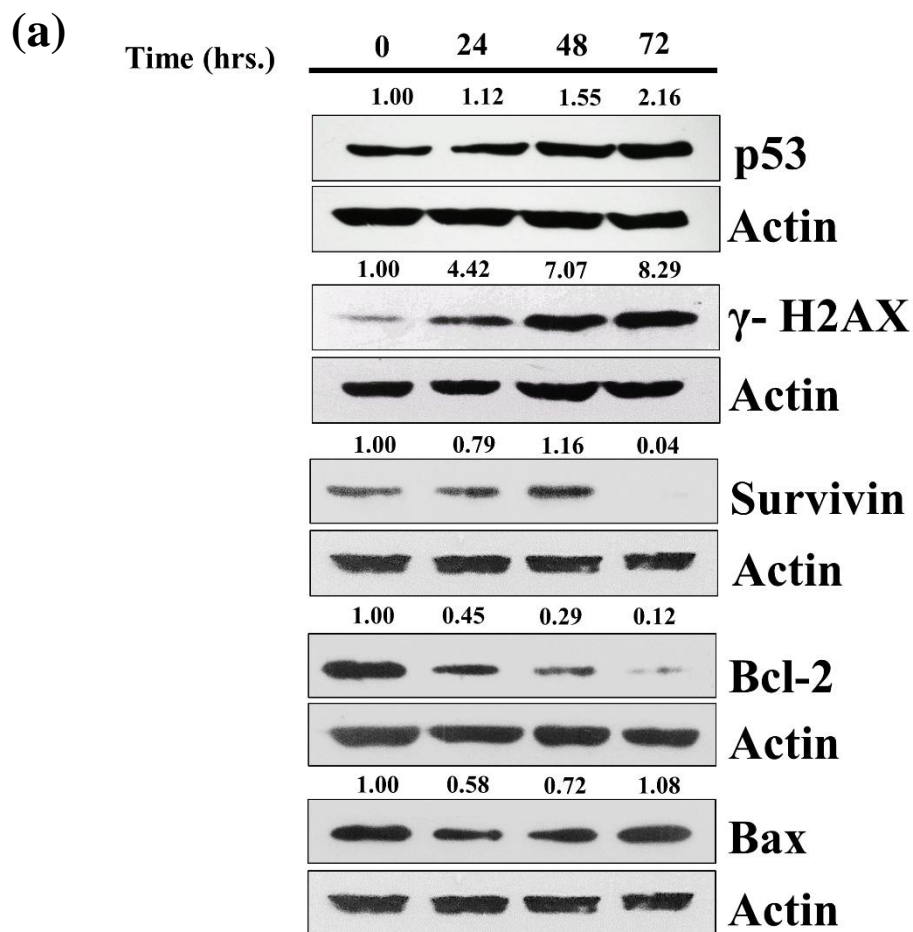 (a)
Time (hrs.) 0 24 48 72
1.00 1.12 1.55 2.16
p53
Actin
1.00 4.42 7.07 8.29
γ- H2AX
Actin
1.00 0.79 1.16 0.04
Survivin
Actin
1.00 0.45 0.29 0.12
Bcl-2
Actin
1.00 0.58 0.72 1.08
Bax
Actin